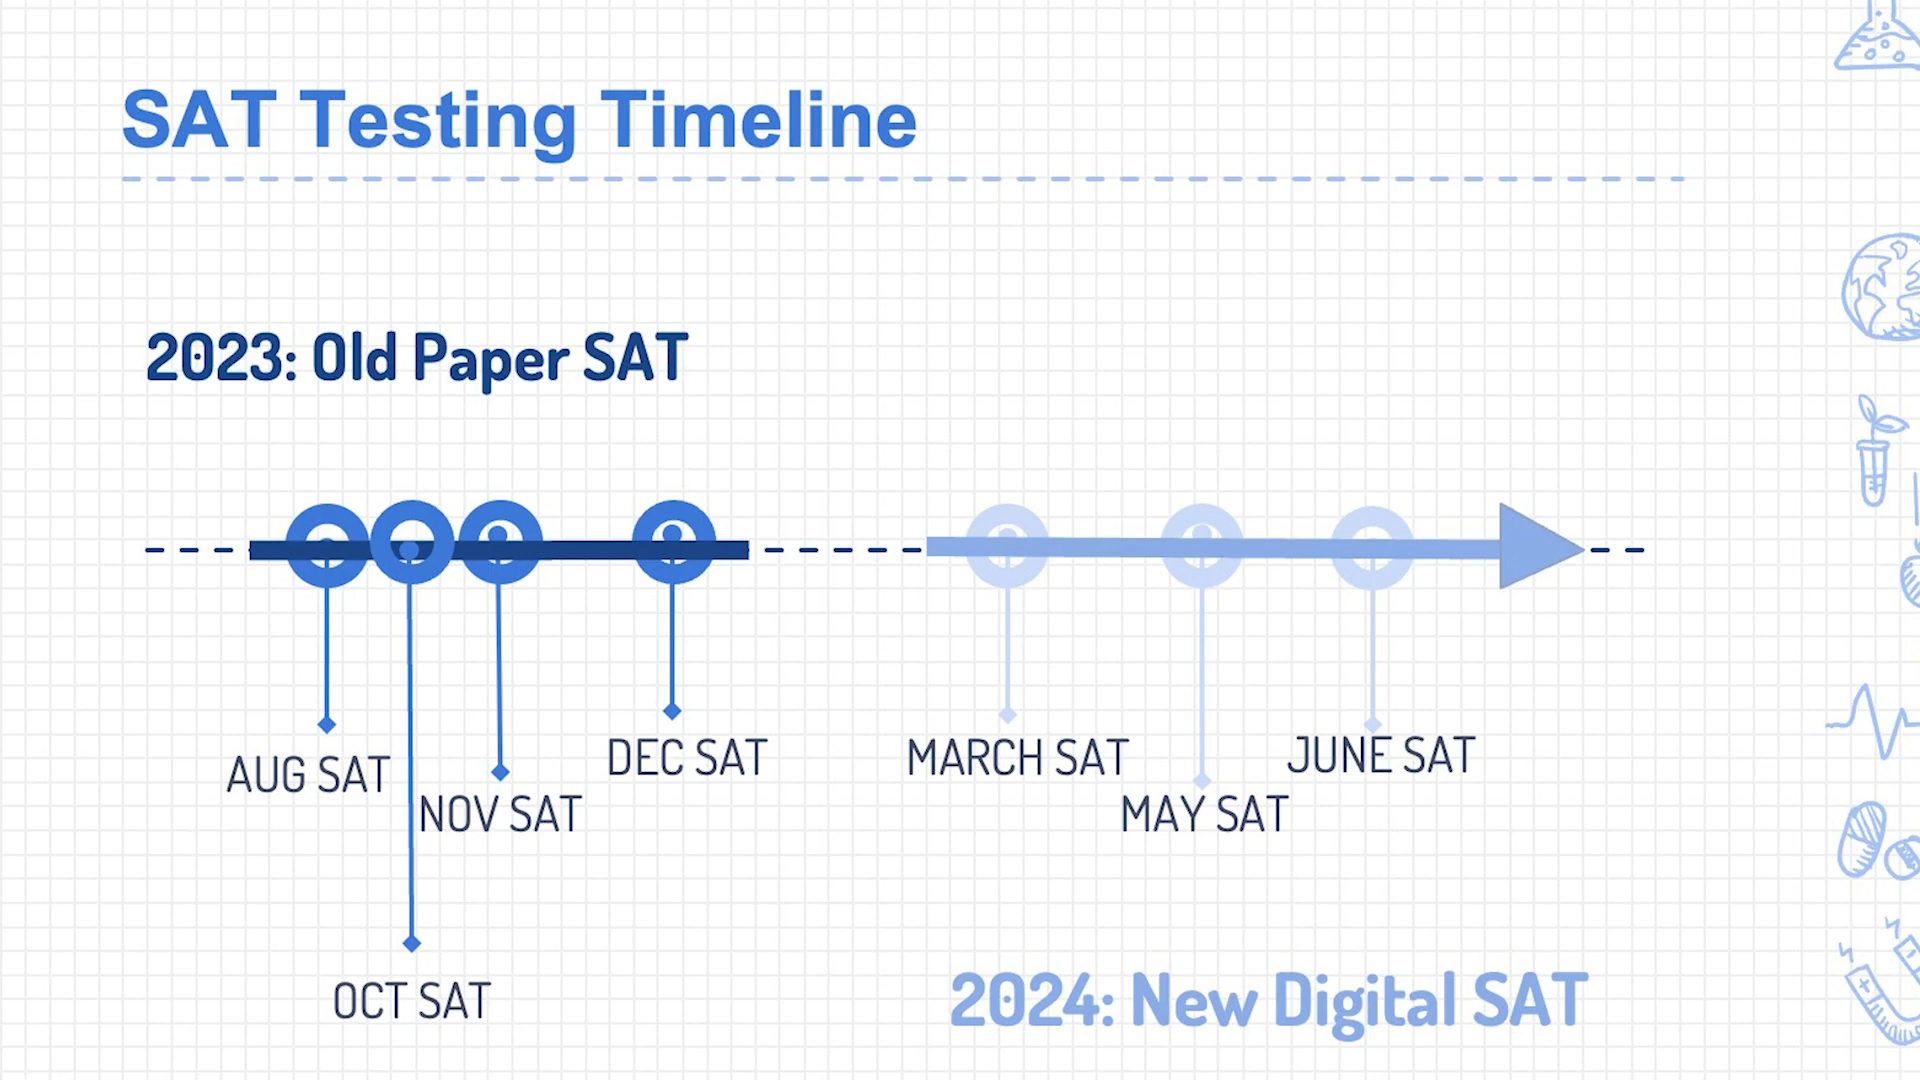 SAT Testing Timeline
2023: Old Paper SAT
AUG SAT
OCT SAT
NOV SAT
DEC SAT
MARCH SAT
MAY SAT
JUNE SAT
2024: New Digital SAT